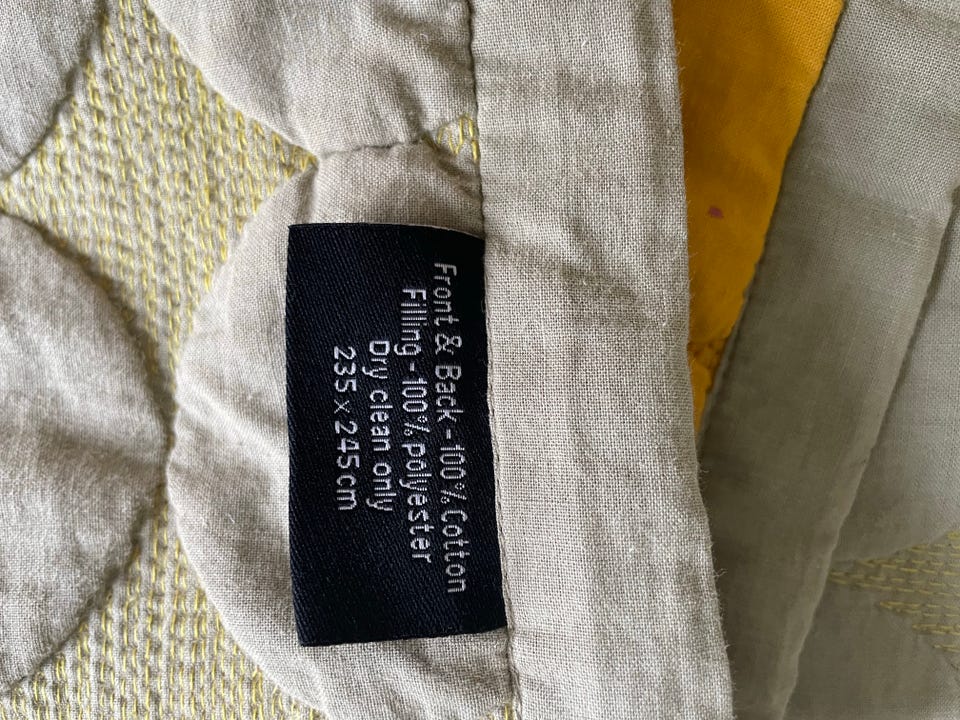 Front & Back -100% Cotton
Filling -100% polyester
Dry clean only
235 x 245cm